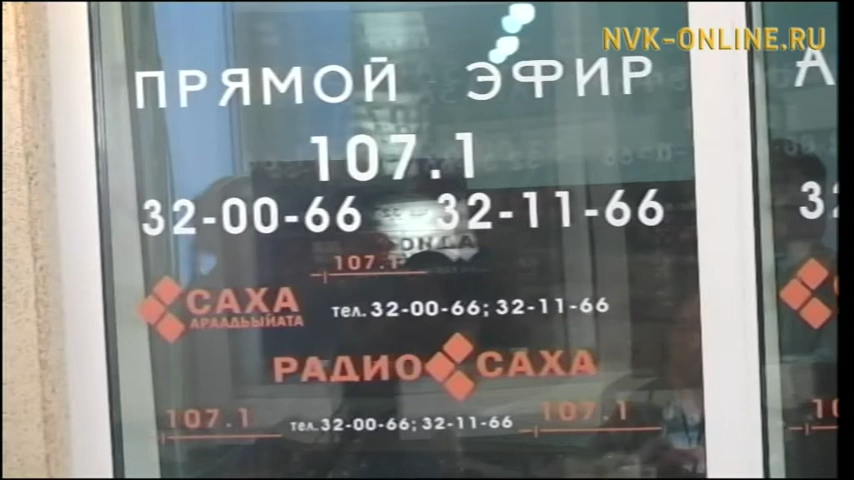 NVK-ONLINE.RU
ПРЯМОЙ ЭФИР
107.1
32-00-66 32-11-66
107.1
САХА
АРААДЬЫЙАТА
тел. 32-00-66; 32-11-66
РАДИО САХА
107.1 тел. 32-00-66; 32-11-66 107.1